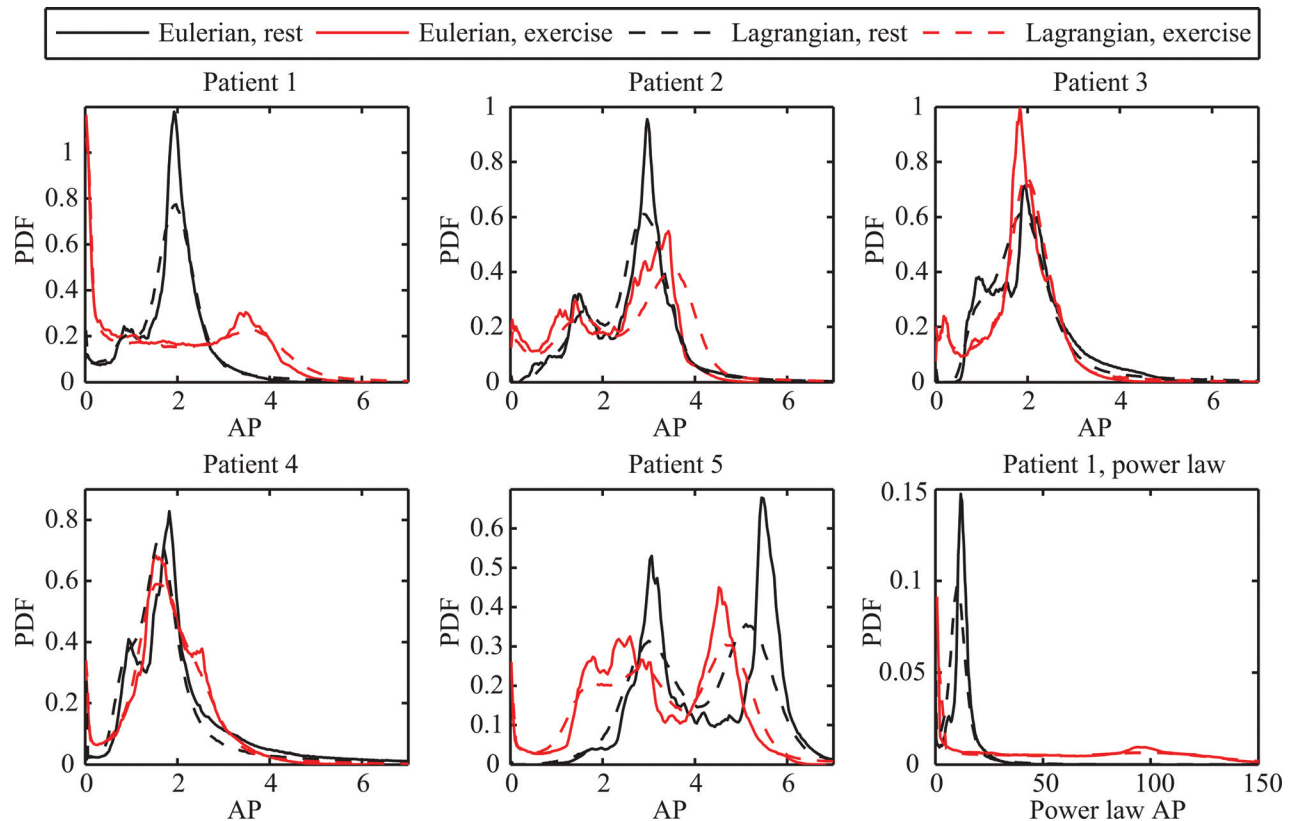 Eulerian, rest Eulerian, exercise Lagrangian, rest Lagrangian, exercise
Patient 1
1
0.8
0.6
0.4
0.2
0
PDF
0 2 4 6
AP
Patient 2
1
0.8
0.6
0.4
0.2
0
PDF
0 2 4 6
AP
Patient 3
1
0.8
0.6
0.4
0.2
0
PDF
0 2 4 6
AP
Patient 4
0.8
0.6
0.4
0.2
0
PDF
0 2 4 6
AP
Patient 5
0.6
0.5
0.4
0.3
0.2
0.1
0
PDF
0 2 4 6
AP
Patient 1, power law
0.15
0.1
0.05
0
PDF
0 50 100 150
Power law AP